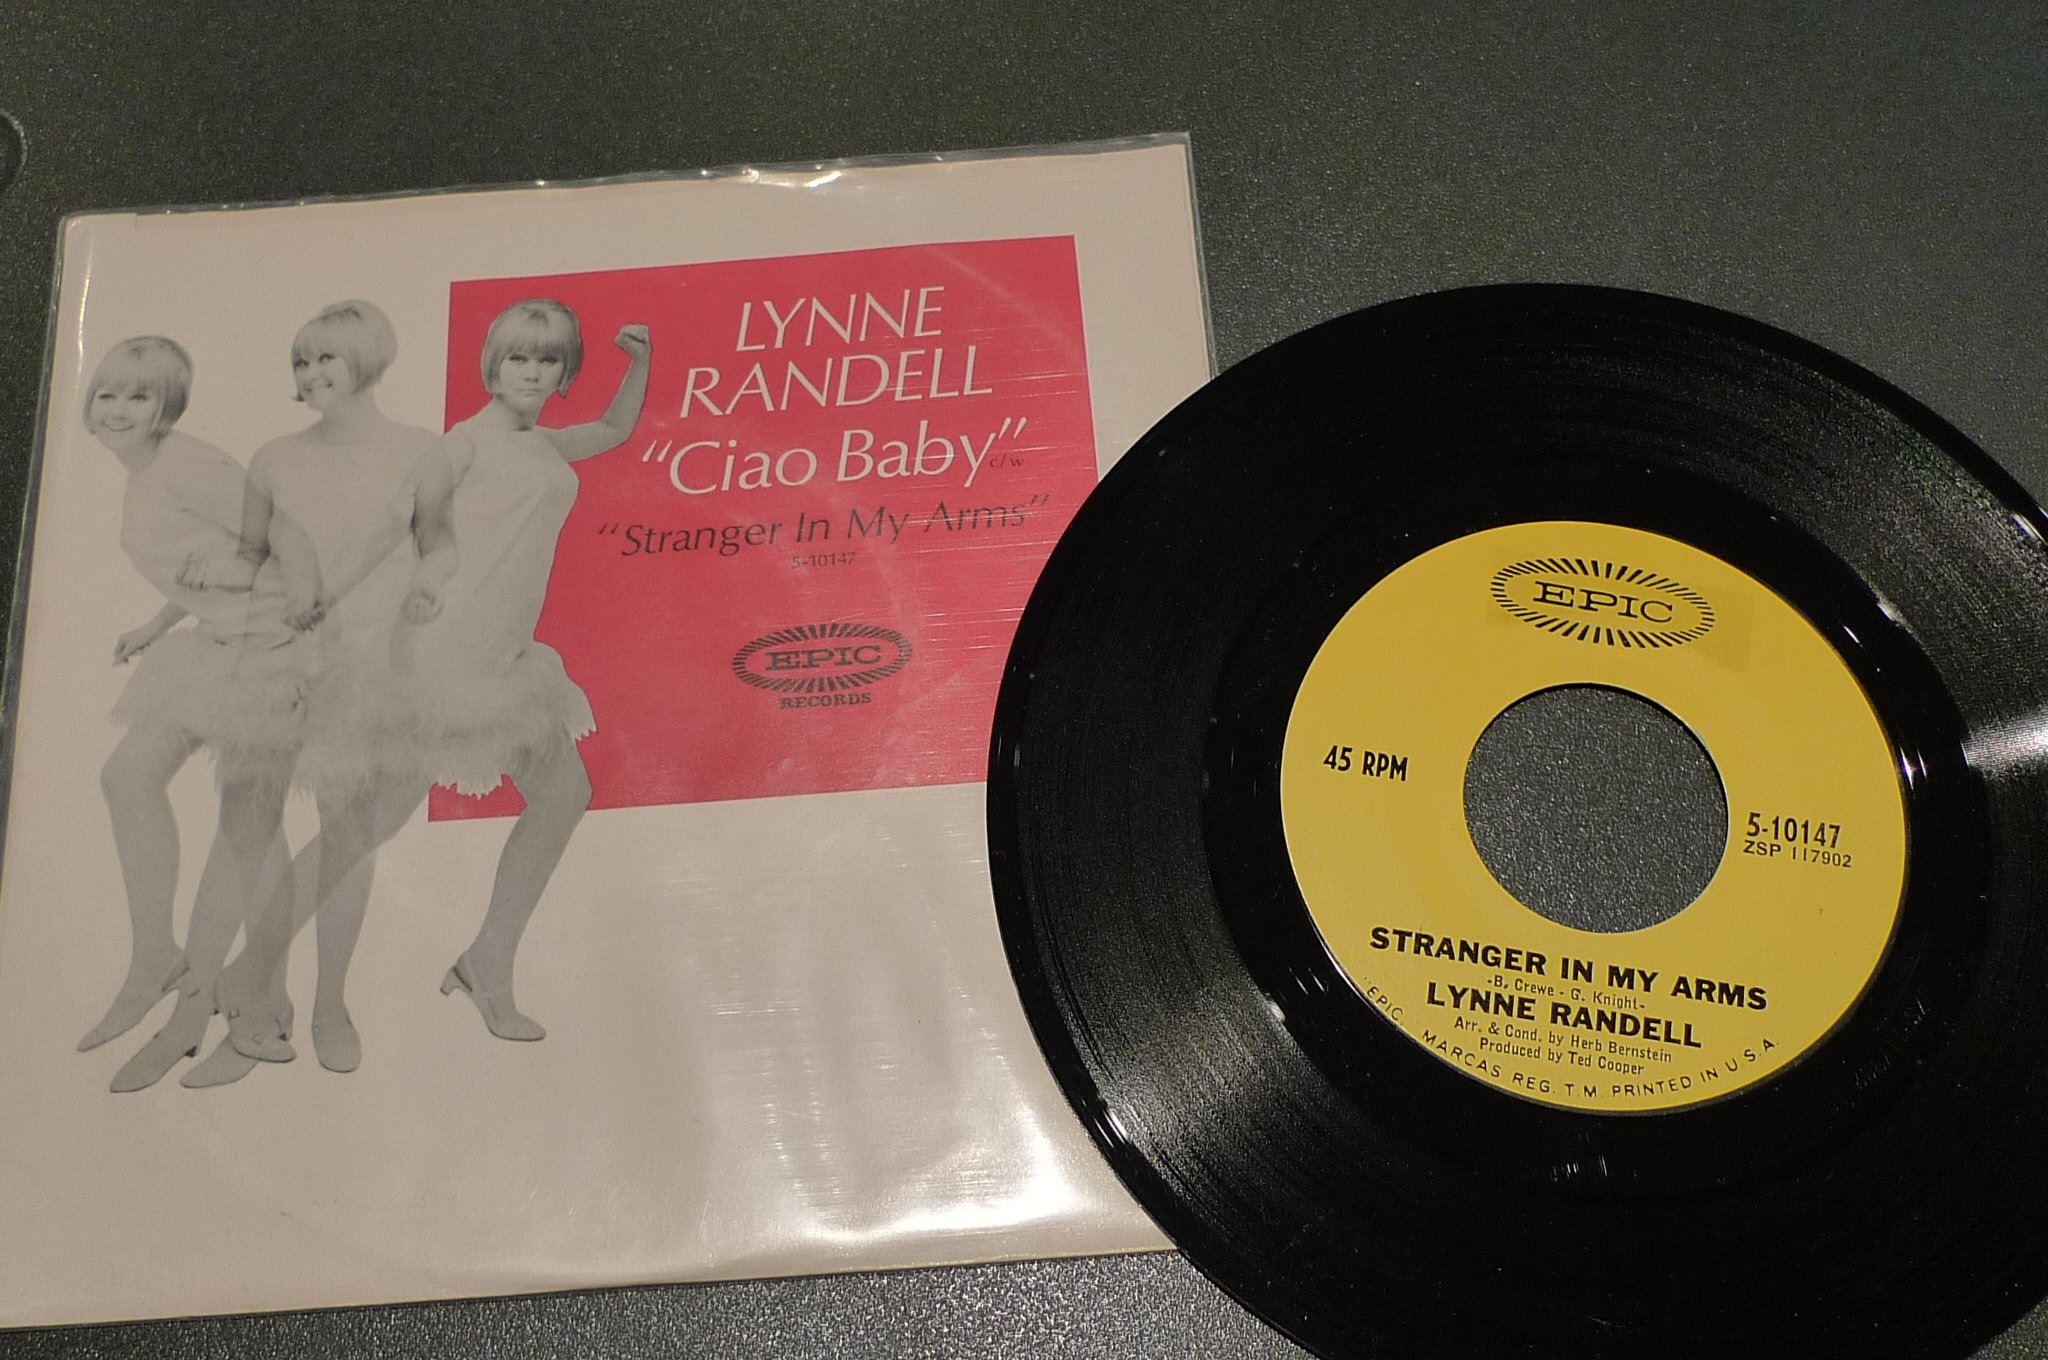 LYNNE
RANDELL
"Ciao Baby"
c/w
"Stranger In My Arms"
5-10147
EPIC
RECORDS
EPIC
45 RPM
5-10147
ZSP 117902
STRANGER IN MY ARMS
-B. Crewe - G. Knight-
LYNNE RANDELL
Arr. & Cond. by Herb Bernstein
Produced by Ted Cooper
"EPIC. MARCAS REG. T.M. PRINTED IN U.S.A.